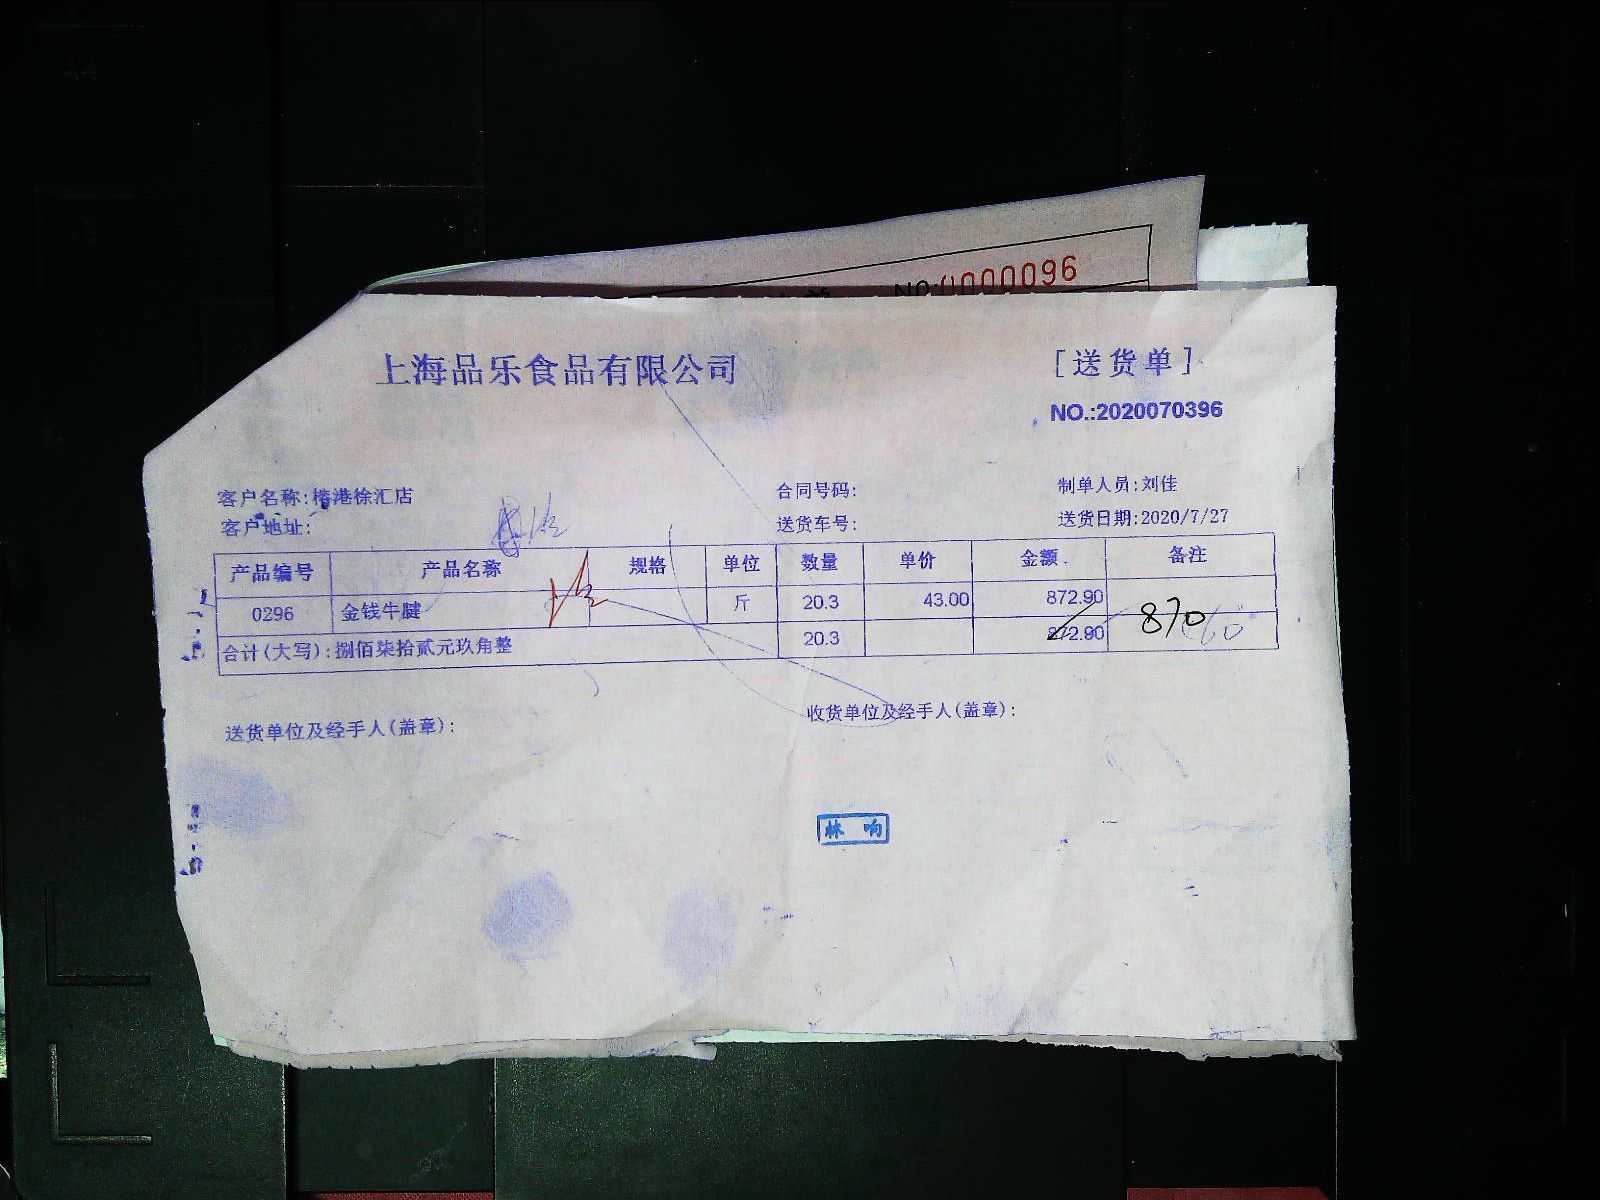 NO:0000096
上海品乐食品有限公司
[送货单]
NO.:2020070396
客户名称:椿港徐汇店
合同号码:
制单人员:刘佳
客户地址:
送货车号:
送货日期:2020/7/27
产品编号 产品名称 规格 单位 数量 单价 金额 备注
0296 金钱牛腱 斤 20.3 43.00 872.90
870
合计(大写):捌佰柒拾贰元玖角整 20.3 872.90
送货单位及经手人(盖章):
收货单位及经手人(盖章):
林响